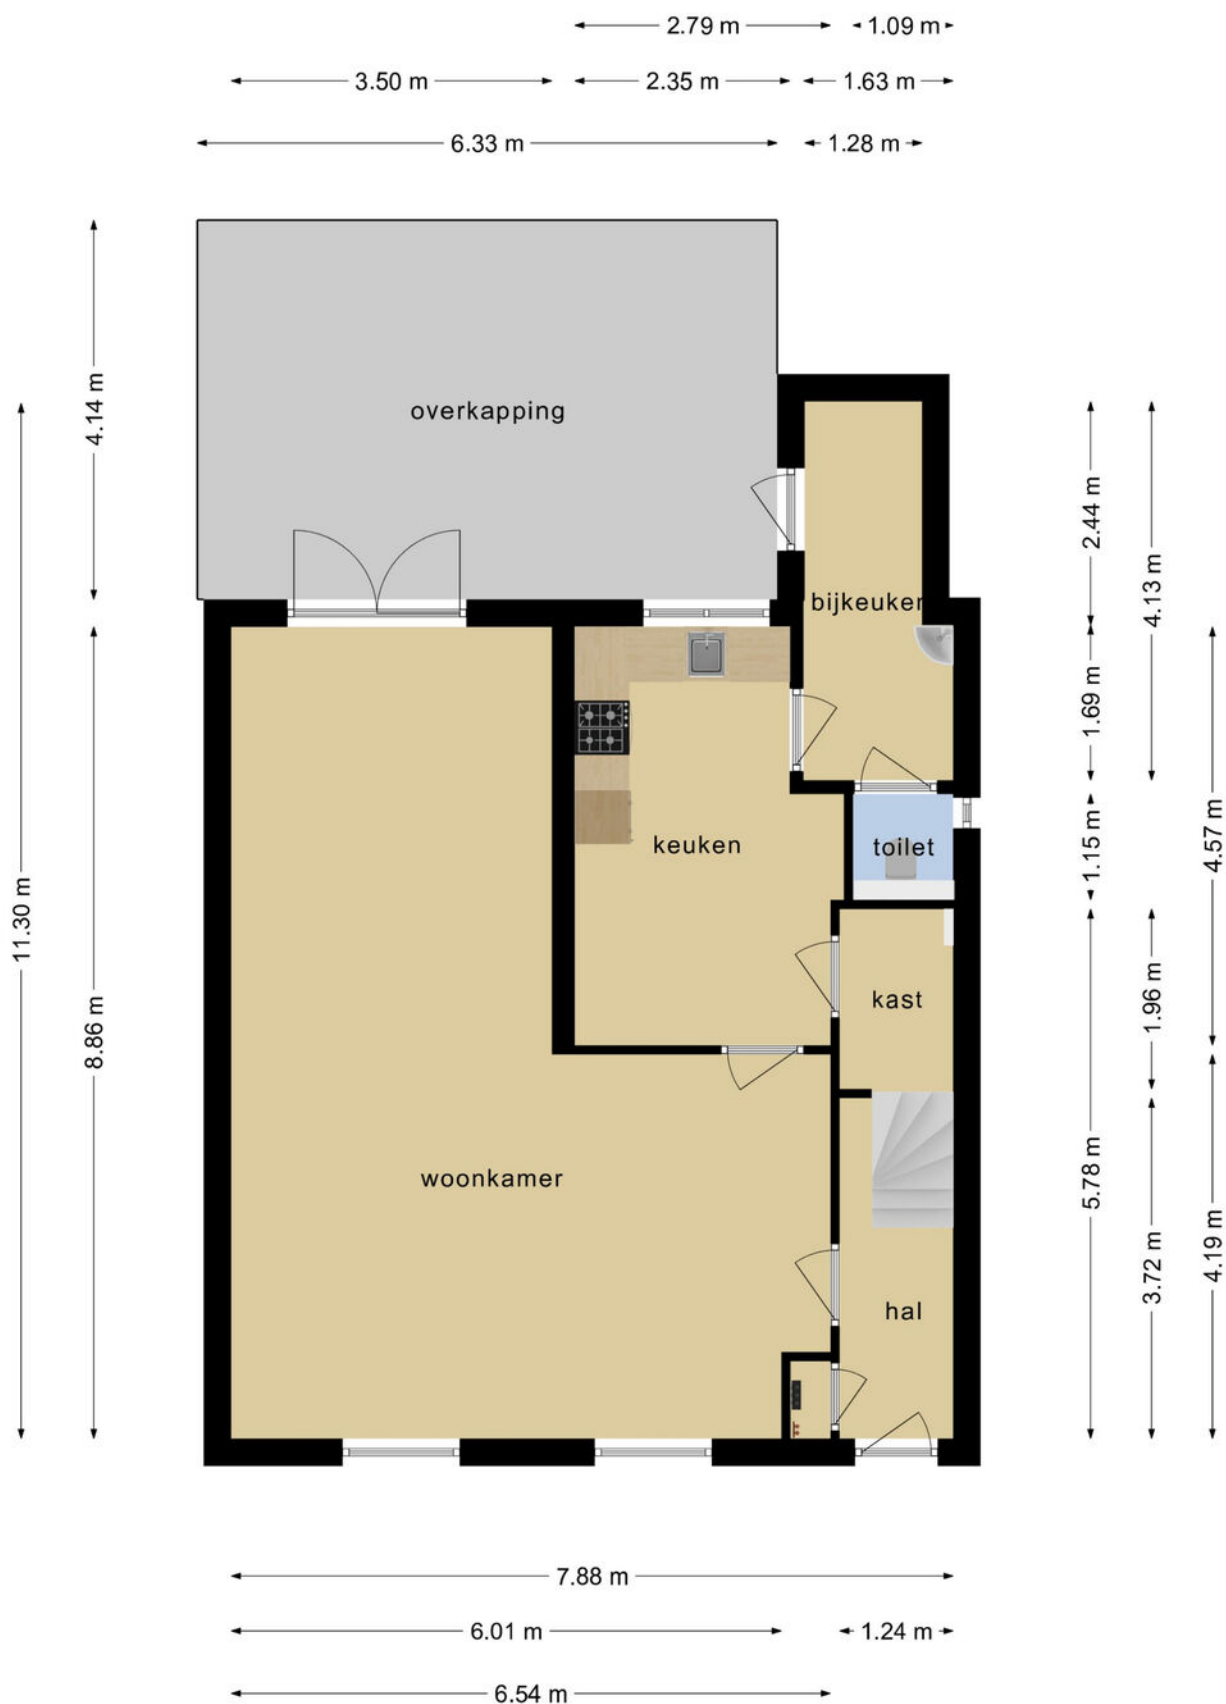 2.79 m 1.09 m
3.50 m 2.35 m 1.63 m
6.33 m 1.28 m
4.14 m
overkapping
2.44 m
4.13 m
bijkeuken
1.69 m
1.15 m
4.57 m
keuken
toilet
11.30 m
8.86 m
kast
1.96 m
5.78 m
woonkamer
4.19 m
3.72 m
hal
7.88 m
6.01 m 1.24 m
6.54 m